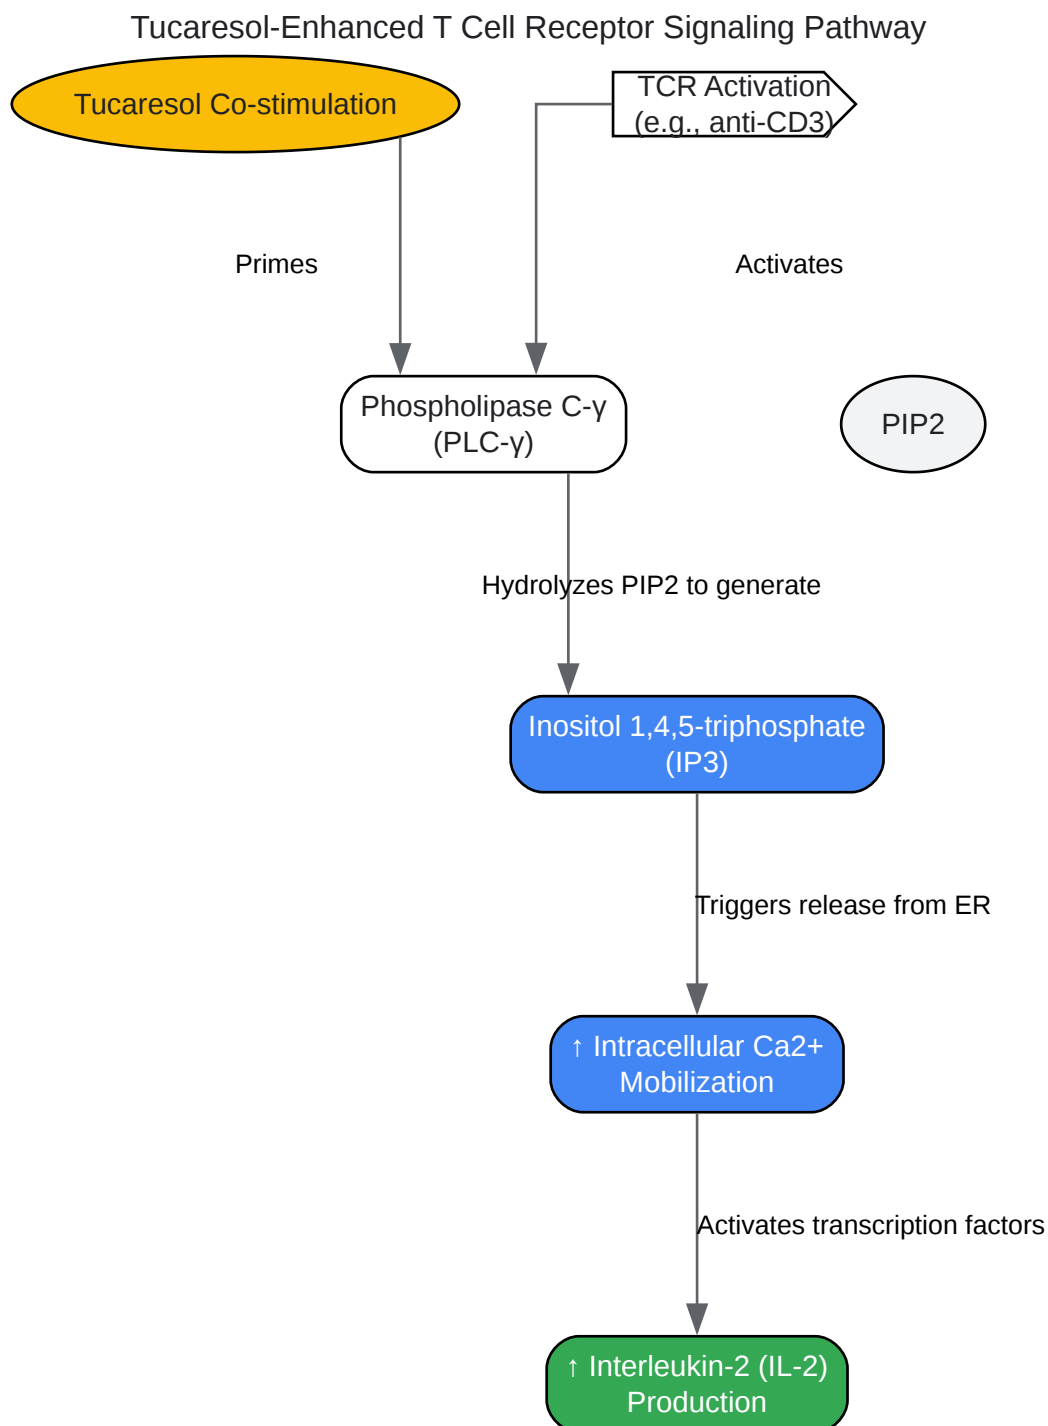 Tucaresol-Enhanced T Cell Receptor Signaling Pathway
Tucaresol Co-stimulation
TCR Activation
(e.g., anti-CD3)
Primes
Activates
Phospholipase C-γ
(PLC-γ)
PIP2
Hydrolyzes PIP2 to generate
Inositol 1,4,5-triphosphate
(IP3)
Triggers release from ER
↑ Intracellular Ca2+
Mobilization
Activates transcription factors
↑ Interleukin-2 (IL-2)
Production